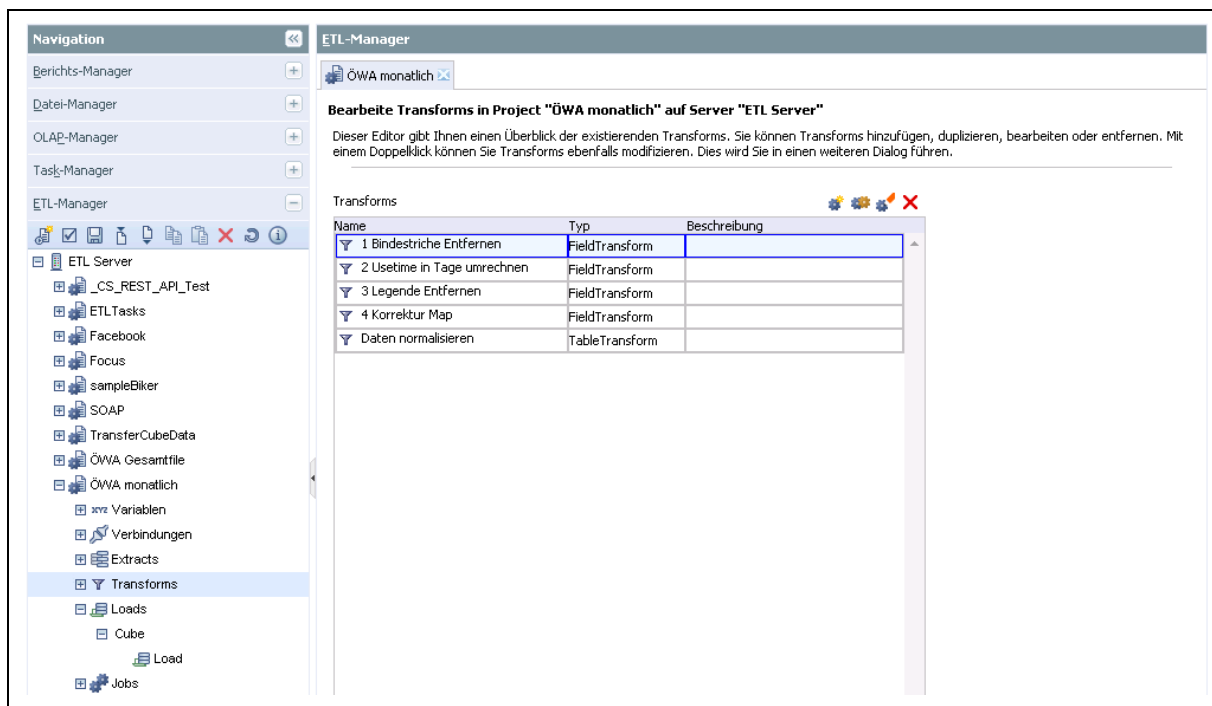 Navigation
Berichts-Manager
Datei-Manager
OLAP-Manager
Task-Manager
ETL-Manager
ETL Server
_CS_REST_API_Test
ETLTasks
Facebook
Focus
sampleBiker
SOAP
TransferCubeData
ÖWA Gesamtfile
ÖWA monatlich
xyz Variablen
Verbindungen
Extracts
Transforms
Loads
Cube
Load
Jobs
ETL-Manager
ÖWA monatlich
Bearbeite Transforms in Project "ÖWA monatlich" auf Server "ETL Server"
Dieser Editor gibt Ihnen einen Überblick der existierenden Transforms. Sie können Transforms hinzufügen, duplizieren, bearbeiten oder entfernen. Mit
einem Doppelklick können Sie Transforms ebenfalls modifizieren. Dies wird Sie in einen weiteren Dialog führen.
Transforms
Name Typ Beschreibung
1 Bindestriche Entfernen FieldTransform
2 Usetime in Tage umrechnen FieldTransform
3 Legende Entfernen FieldTransform
4 Korrektur Map FieldTransform
Daten normalisieren TableTransform